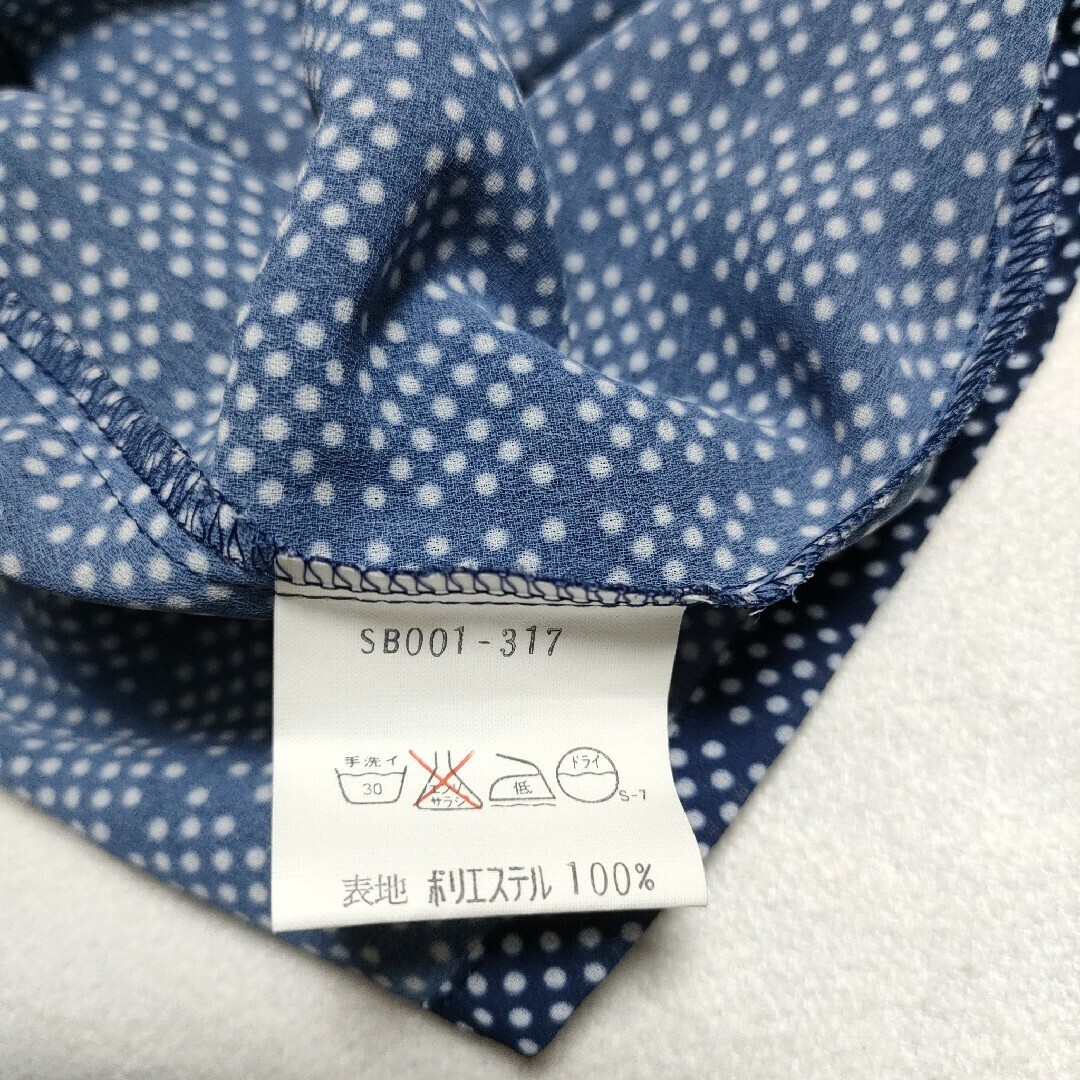 SB001-317
手洗イ ドライ
30 エンソ 低
サラシ S-7
表地 ポリエステル 100%